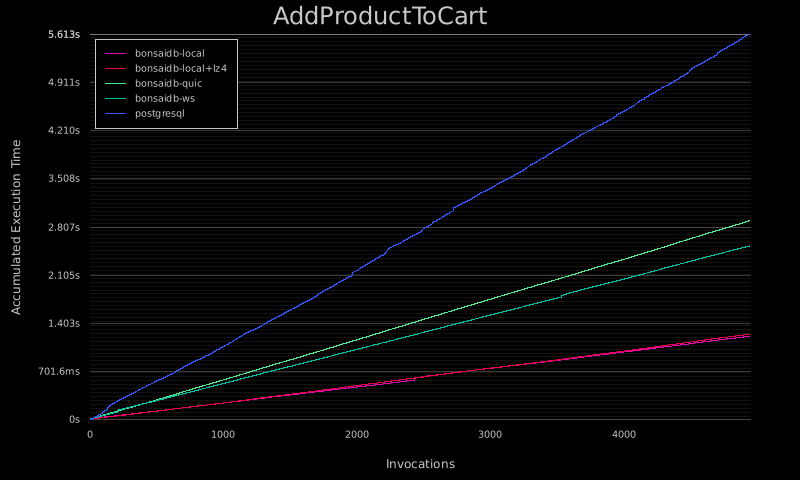 AddProductToCart
5.613s
4.911s
4.210s
3.508s
2.807s
2.105s
1.403s
701.6ms
0s
Accumulated Execution Time
bonsaidb-local
bonsaidb-local+lz4
bonsaidb-quic
bonsaidb-ws
postgresql
0 1000 2000 3000 4000
Invocations